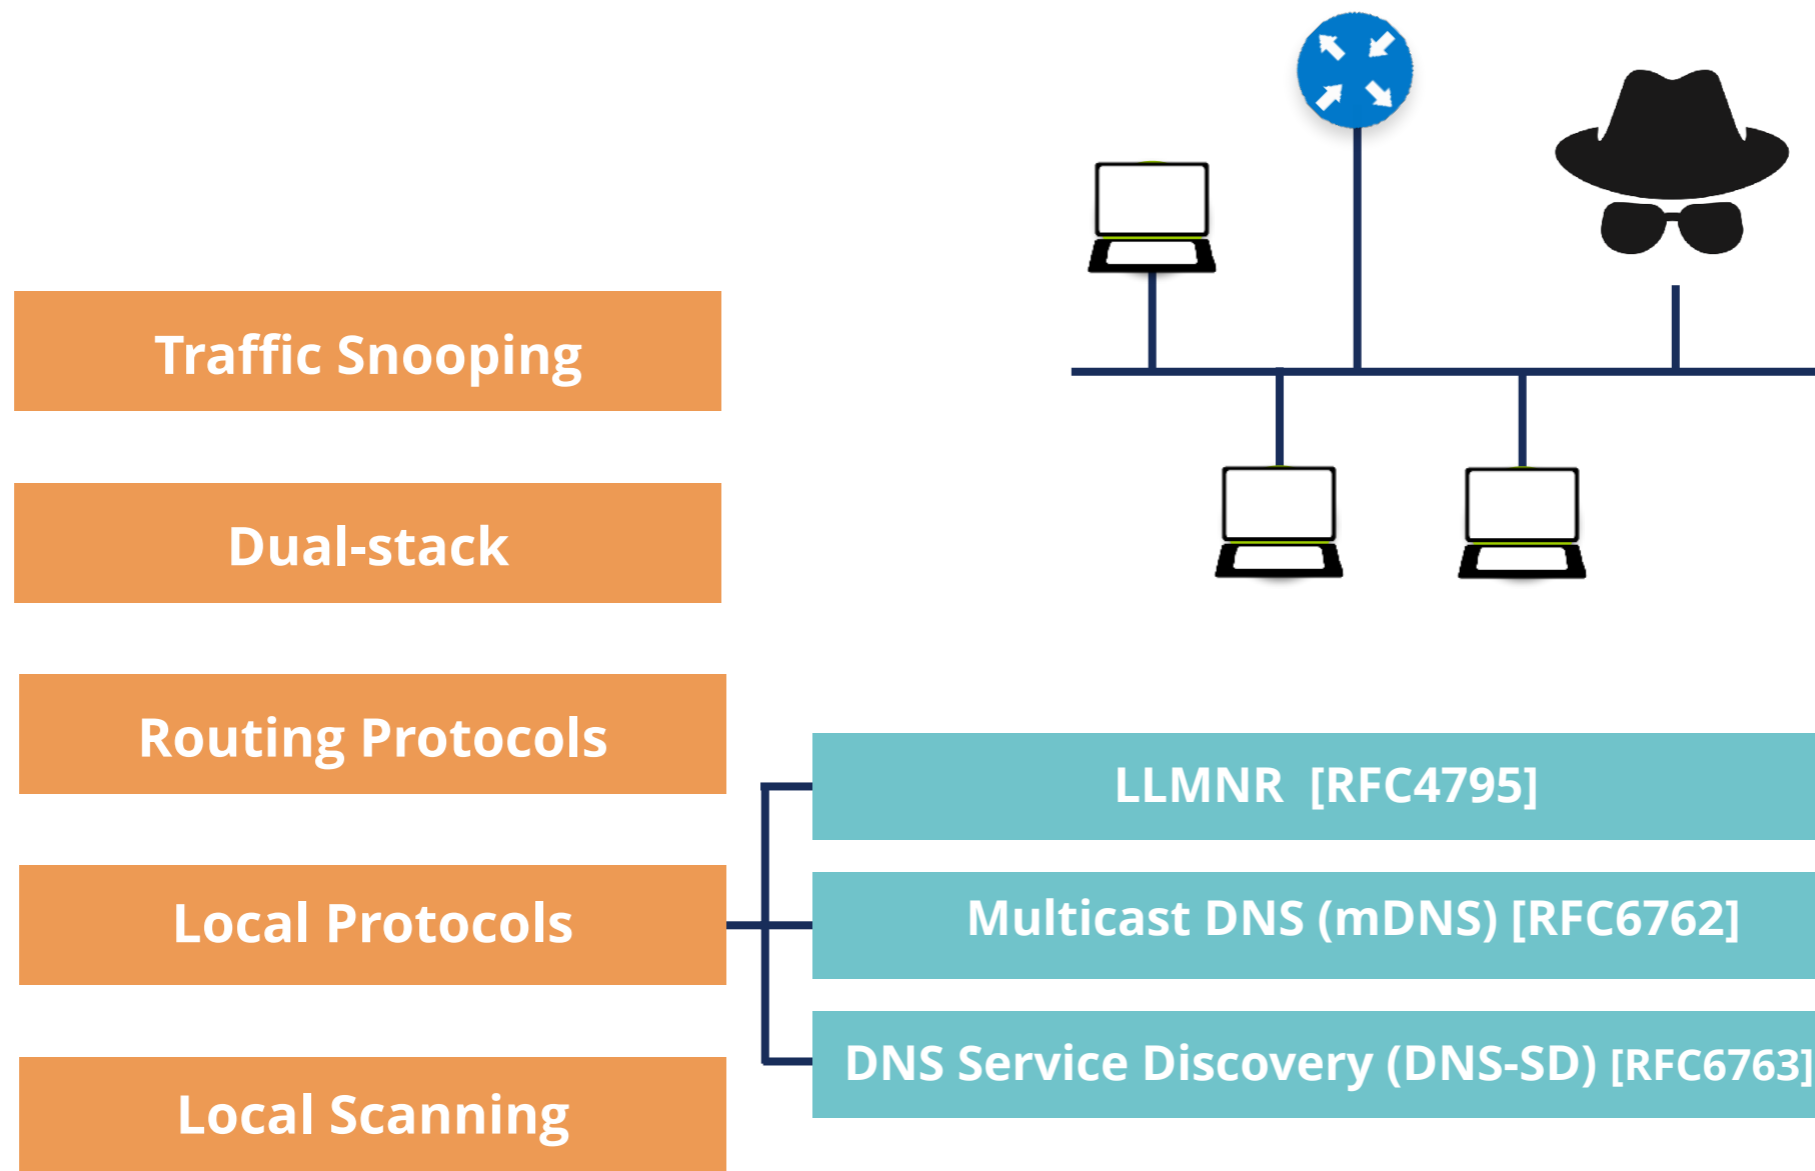 Traffic Snooping
Dual-stack
Routing Protocols
Local Protocols
Local Scanning
LLMNR [RFC4795]
Multicast DNS (mDNS) [RFC6762]
DNS Service Discovery (DNS-SD) [RFC6763]